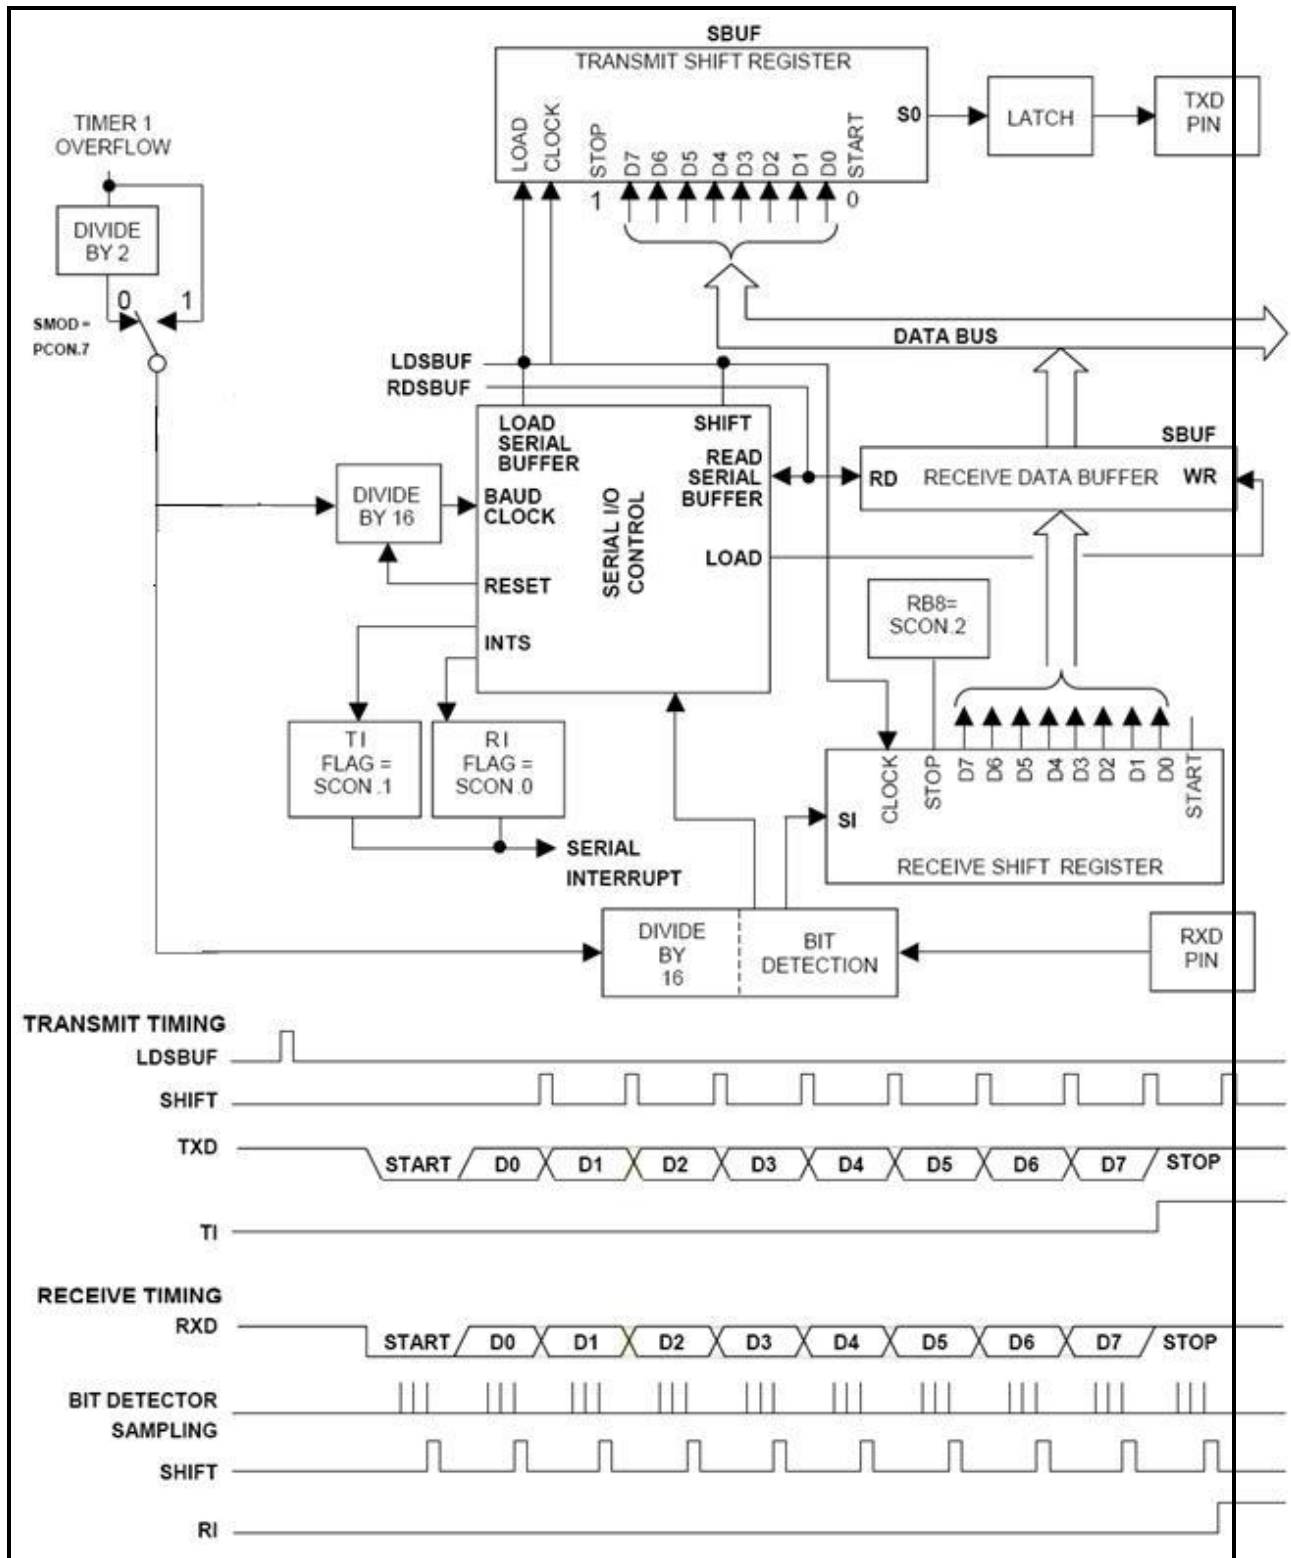 SBUF
TRANSMIT SHIFT REGISTER
LOAD
CLOCK
STOP
D7
D6
D5
D4
D3
D2
D1
D0
START
S0
1
0
LATCH
TXD
PIN
TIMER 1
OVERFLOW
DIVIDE
BY 2
0
1
SMOD =
PCON.7
DATA BUS
LDSBUF
RDSBUF
LOAD
SERIAL
BUFFER
SHIFT
READ
SERIAL
BUFFER
BAUD
CLOCK
SERIAL I/O
CONTROL
LOAD
RESET
INTS
DIVIDE
BY 16
SBUF
RD
RECEIVE DATA BUFFER
WR
RB8=
SCON.2
TI
FLAG =
SCON.1
RI
FLAG =
SCON.0
SERIAL
INTERRUPT
SI
CLOCK
STOP
D7
D6
D5
D4
D3
D2
D1
D0
START
RECEIVE SHIFT REGISTER
DIVIDE
BY
16
BIT
DETECTION
RXD
PIN
TRANSMIT TIMING
LDSBUF
SHIFT
TXD
START D0 D1 D2 D3 D4 D5 D6 D7 STOP
TI
RECEIVE TIMING
RXD
START D0 D1 D2 D3 D4 D5 D6 D7 STOP
BIT DETECTOR
SAMPLING
SHIFT
RI